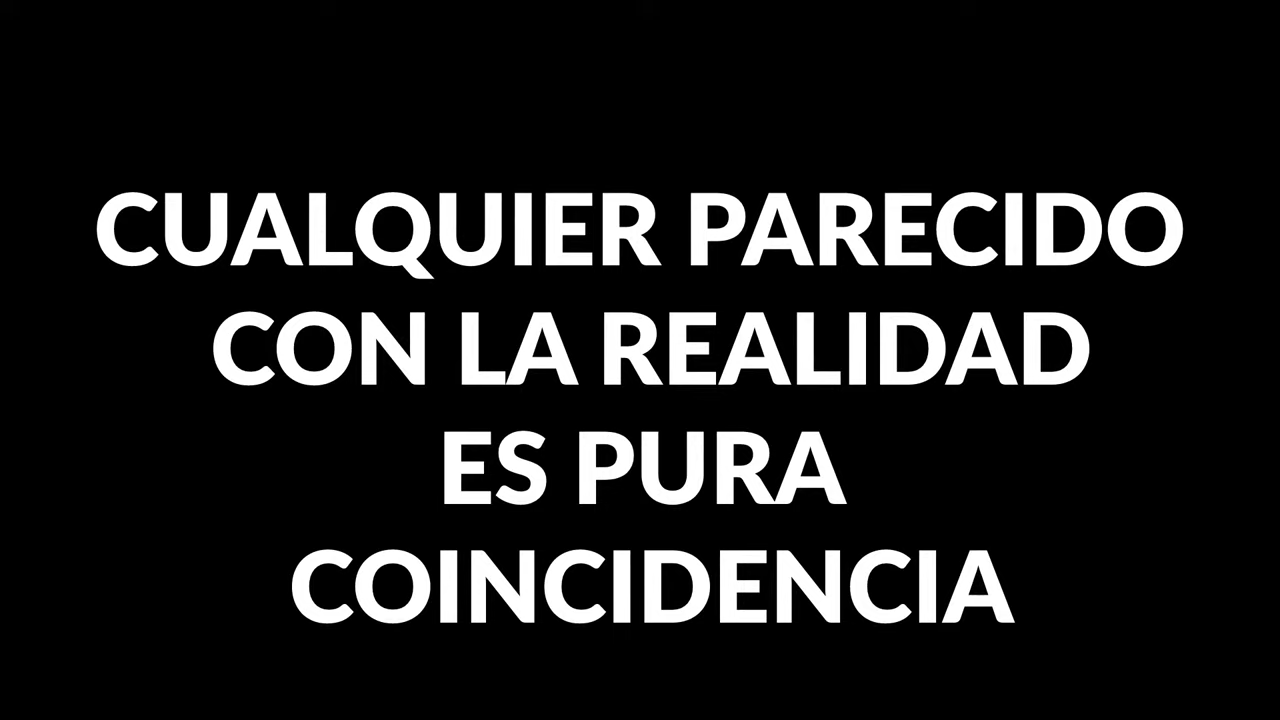 CUALQUIER PARECIDO
CON LA REALIDAD
ES PURA
COINCIDENCIA